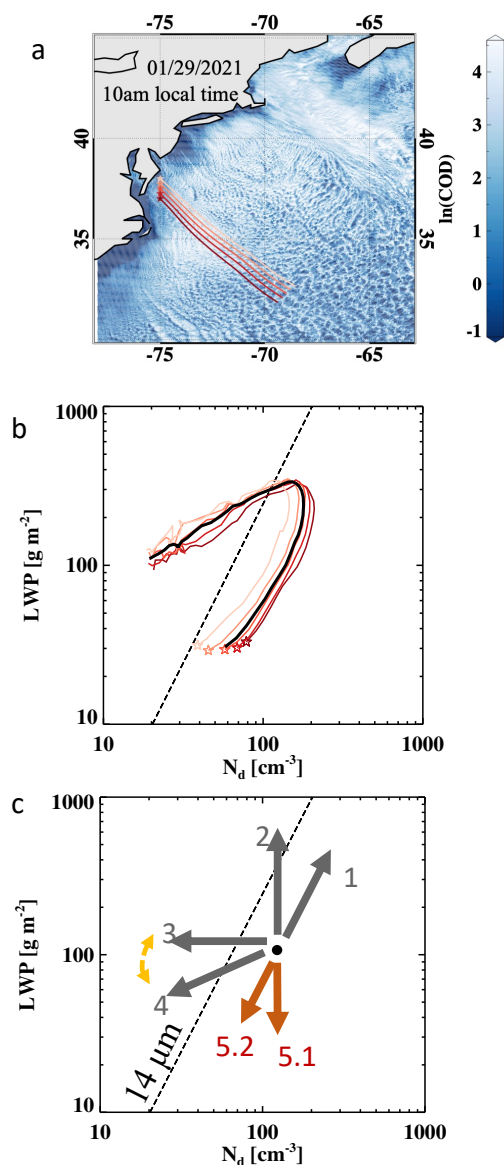 a
-75 -70 -65
01/29/2021
10am local time
40
35
40
35
-75 -70 -65
ln(COD)
4
3
2
1
0
-1
b
1000
100
10
LWP [g m⁻²]
10 100 1000
N_d [cm⁻³]
c
1000
100
10
LWP [g m⁻²]
2
1
3
4
5.2
5.1
14 µm
10 100 1000
N_d [cm⁻³]